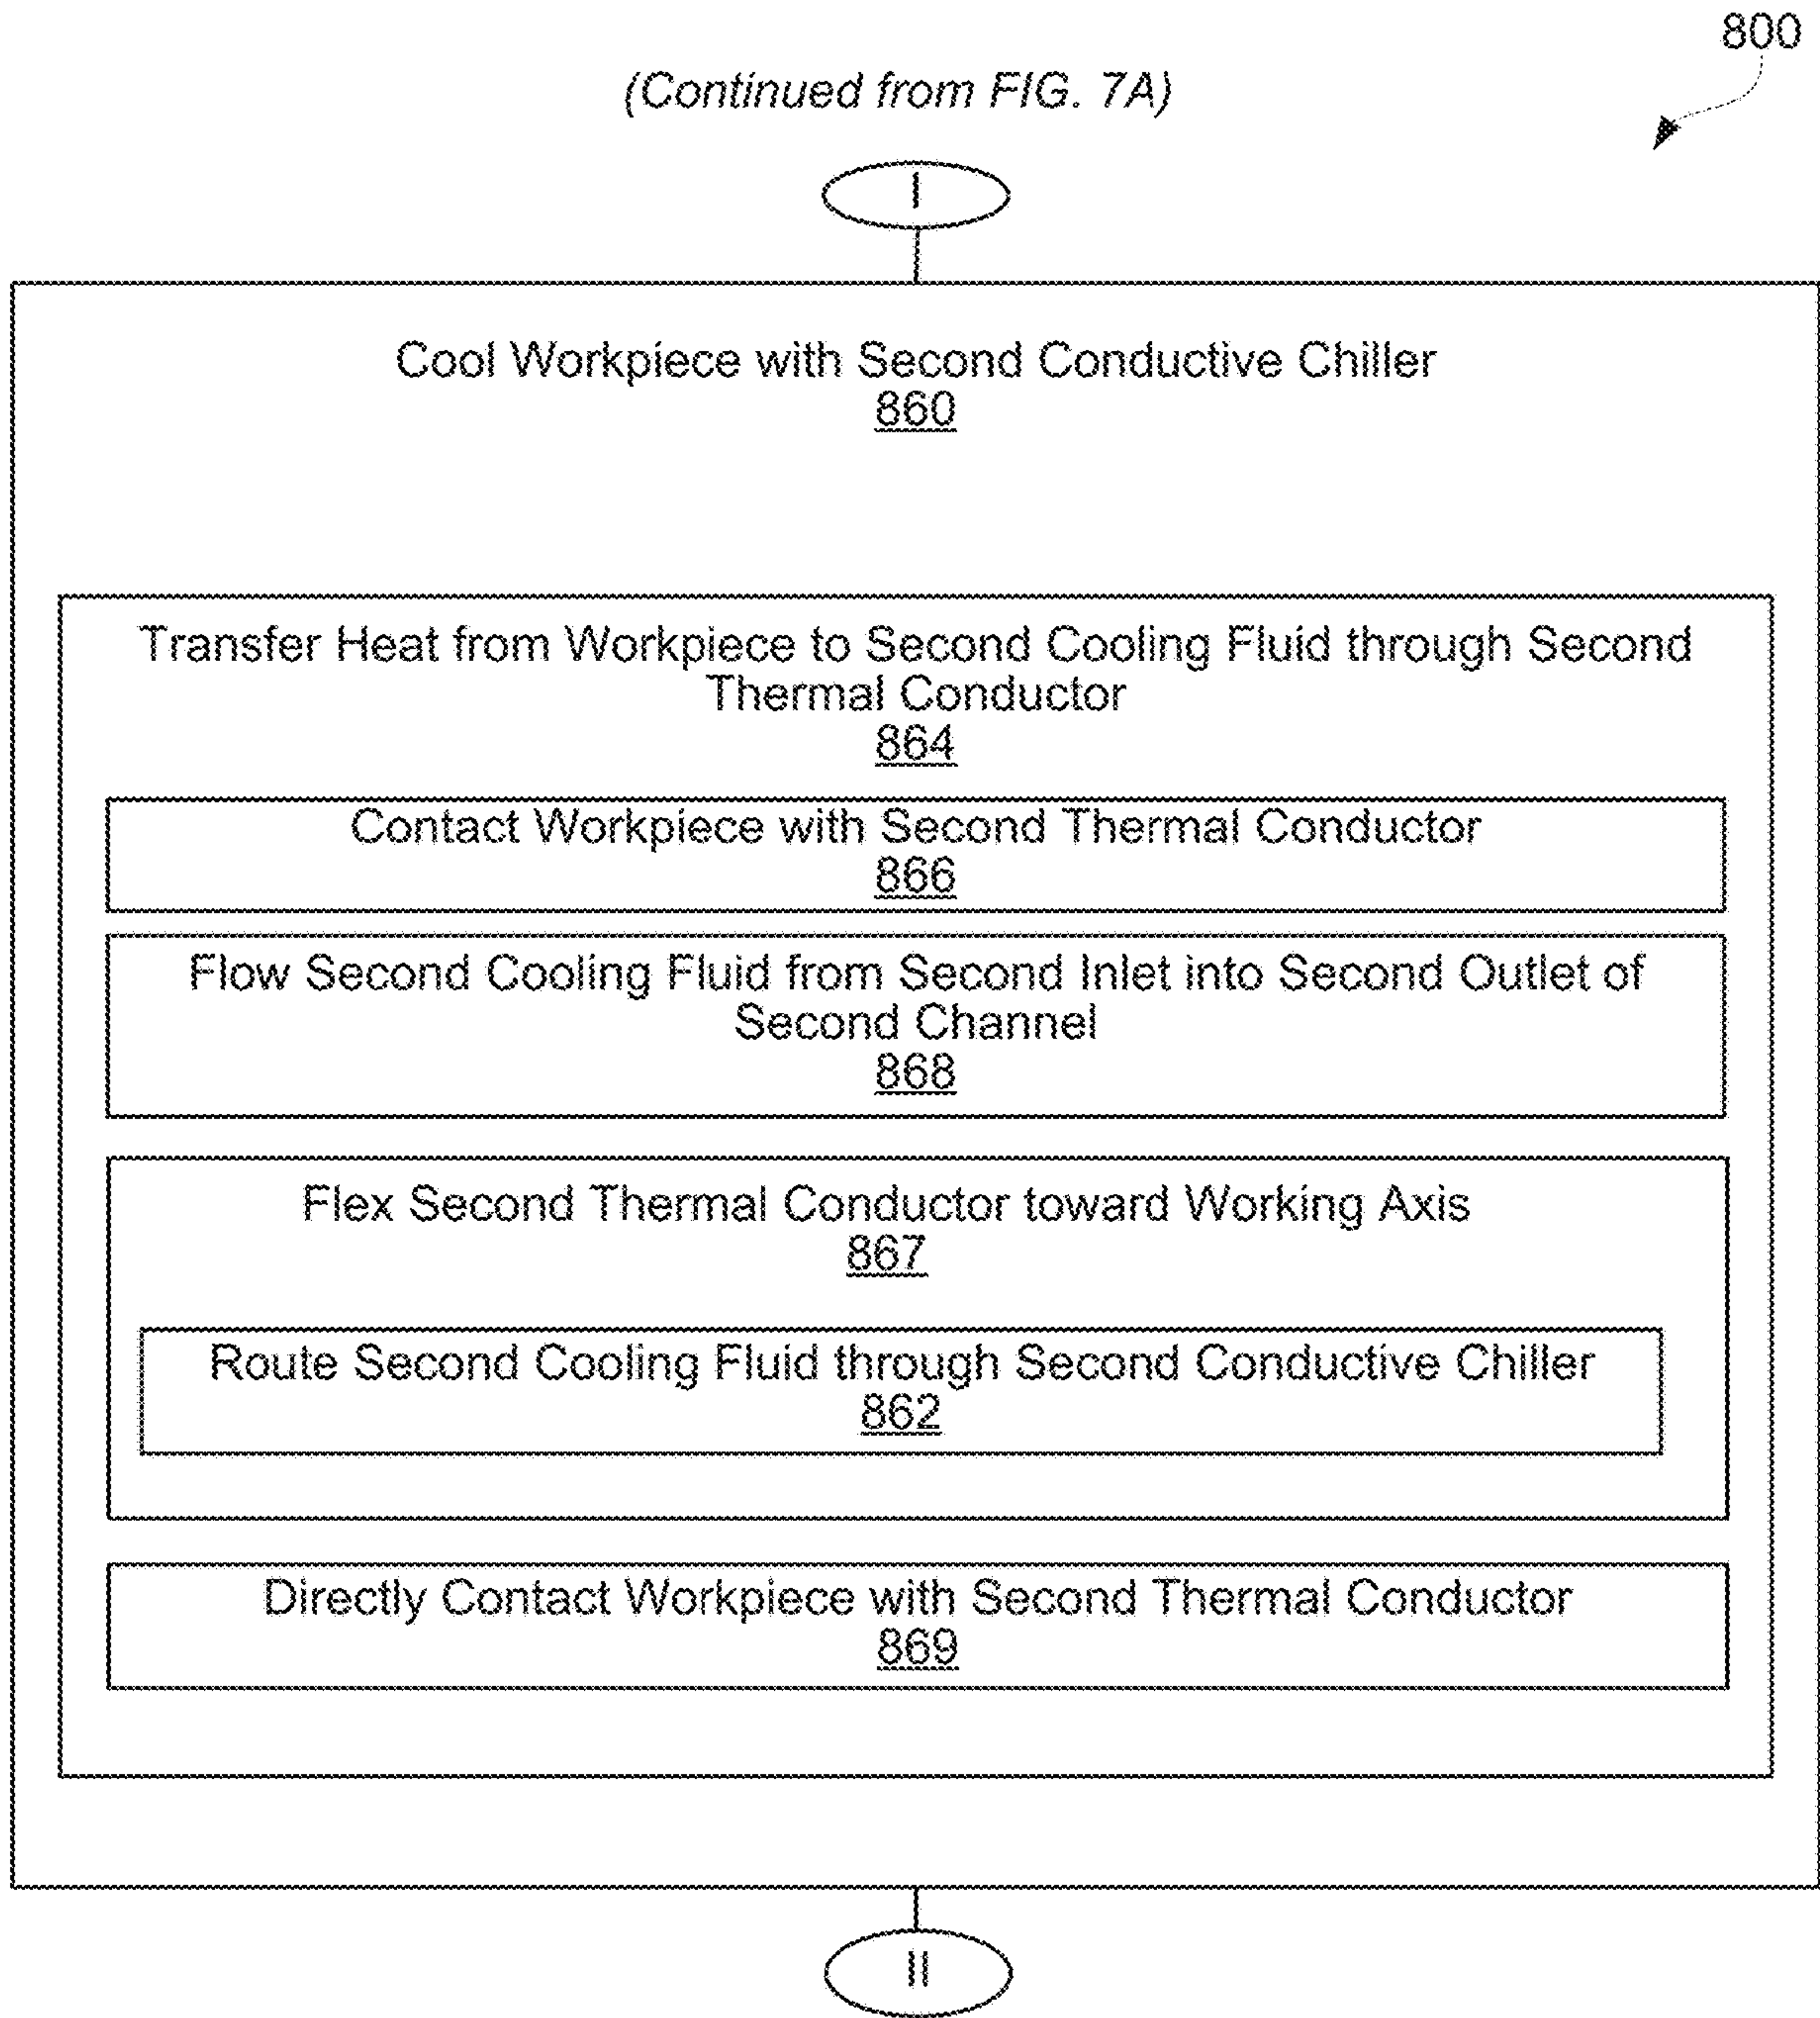 800
(Continued from FIG. 7A)
I
Cool Workpiece with Second Conductive Chiller
860
Transfer Heat from Workpiece to Second Cooling Fluid through Second
Thermal Conductor
864
Contact Workpiece with Second Thermal Conductor
866
Flow Second Cooling Fluid from Second Inlet into Second Outlet of
Second Channel
868
Flex Second Thermal Conductor toward Working Axis
867
Route Second Cooling Fluid through Second Conductive Chiller
862
Directly Contact Workpiece with Second Thermal Conductor
869
II